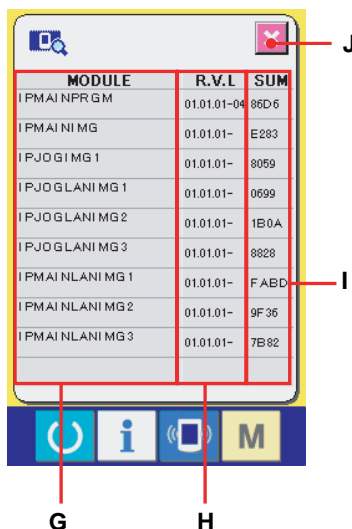 J
MODULE R.V.L SUM
IPMAINPRGM 01.01.01-04 86D6
IPMAINIMG 01.01.01- E283
IPJOGIMG1 01.01.01- 8059
IPJOGLANIMG1 01.01.01- 0699
IPJOGLANIMG2 01.01.01- 1B0A
IPJOGLANIMG3 01.01.01- 8828
IPMAINLANIMG1 01.01.01- FABD
I
IPMAINLANIMG2 01.01.01- 9F36
IPMAINLANIMG3 01.01.01- 7B82
i M
G H